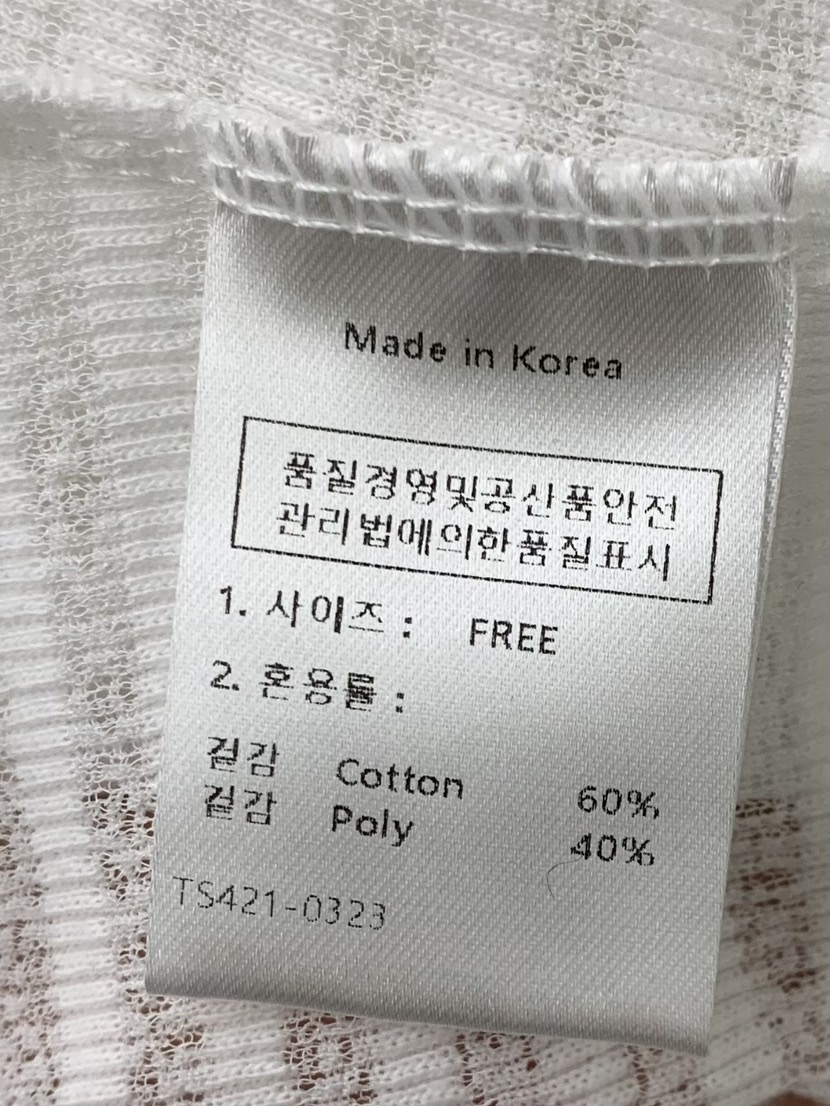 Made in Korea
품질경영및공산품안전
관리법에의한품질표시
1. 사이즈 : FREE
2. 혼용률 :
겉감 Cotton 60%
겉감 Poly 40%
TS421-0323